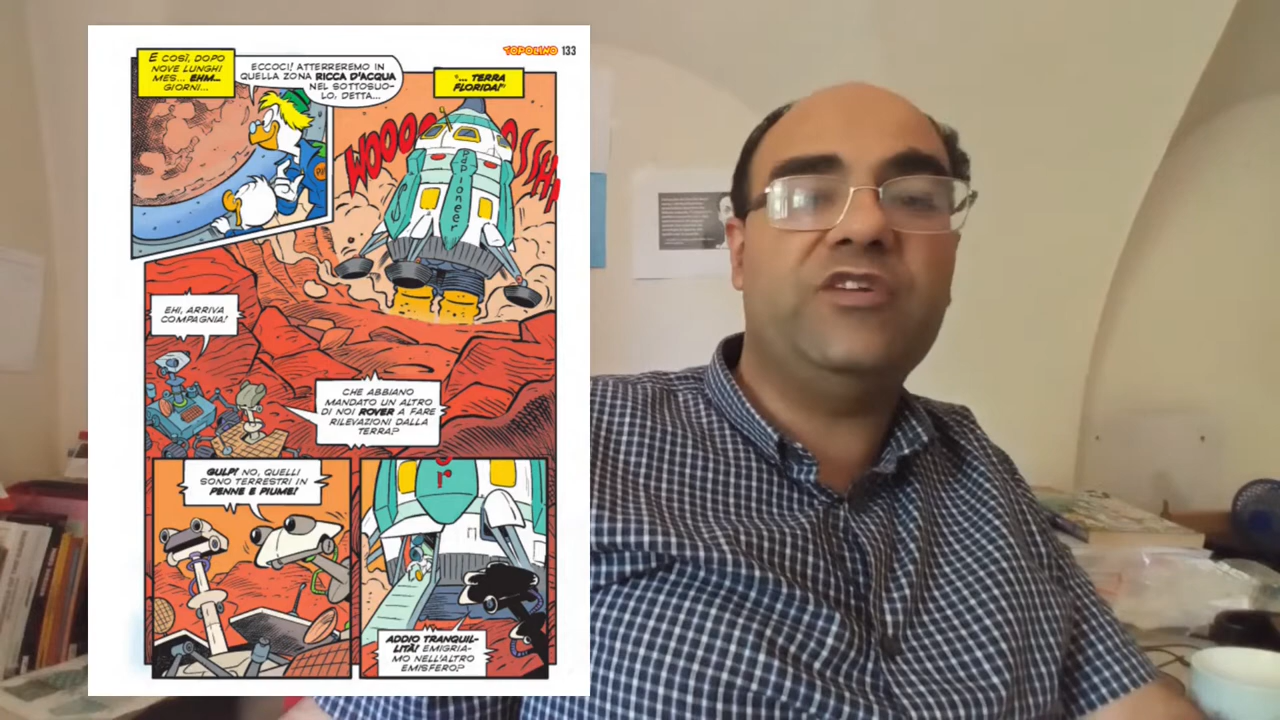 TOPOLINO 133
E COSÌ, DOPO
NOVE LUNGHI
MES... EHM...
GIORNI...
ECCOCI! ATTERREREMO IN
QUELLA ZONA RICCA D'ACQUA
NEL SOTTOSUO-
LO, DETTA...
"... TERRA
FLORIDA!"
PdPioneer
EHI, ARRIVA
COMPAGNIA!
CHE ABBIANO
MANDATO UN ALTRO
DI NOI ROVER A FARE
RILEVAZIONI DALLA
TERRA?
GULP! NO, QUELLI
SONO TERRESTRI IN
PENNE E PIUME!
ADDIO TRANQUIL-
LITÀ! EMIGRIA-
MO NELL'ALTRO
EMISFERO?